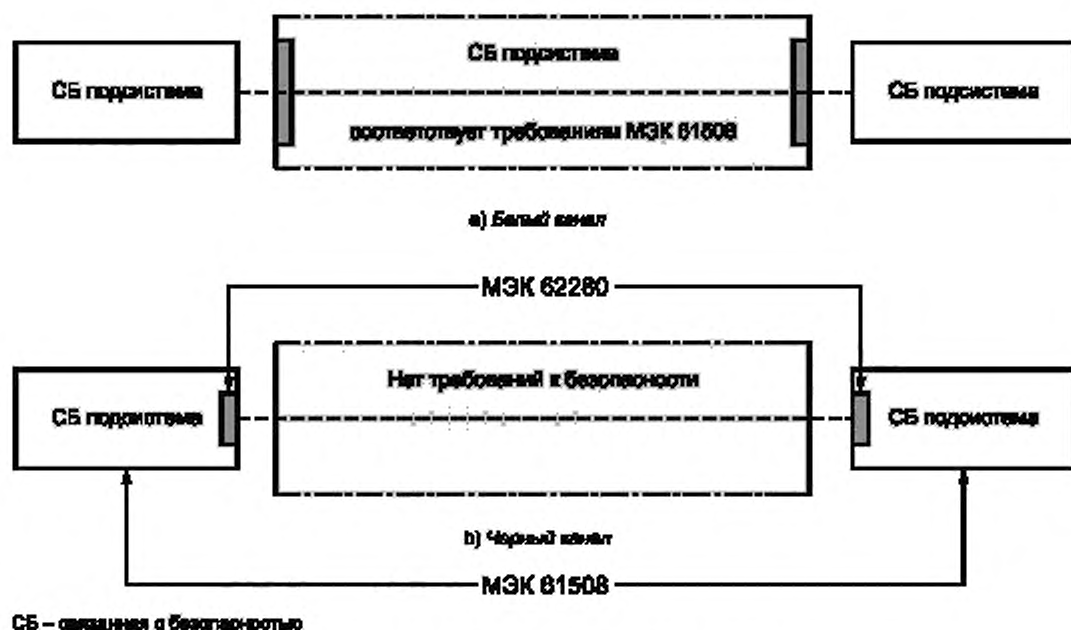 СБ подсистема
СБ подсистема
СБ подсистема
соответствует требованиям МЭК 61508
a) Белый канал
МЭК 62280
Нет требований к безопасности
СБ подсистема
СБ подсистема
b) Черный канал
МЭК 61508
СБ – связанная с безопасностью